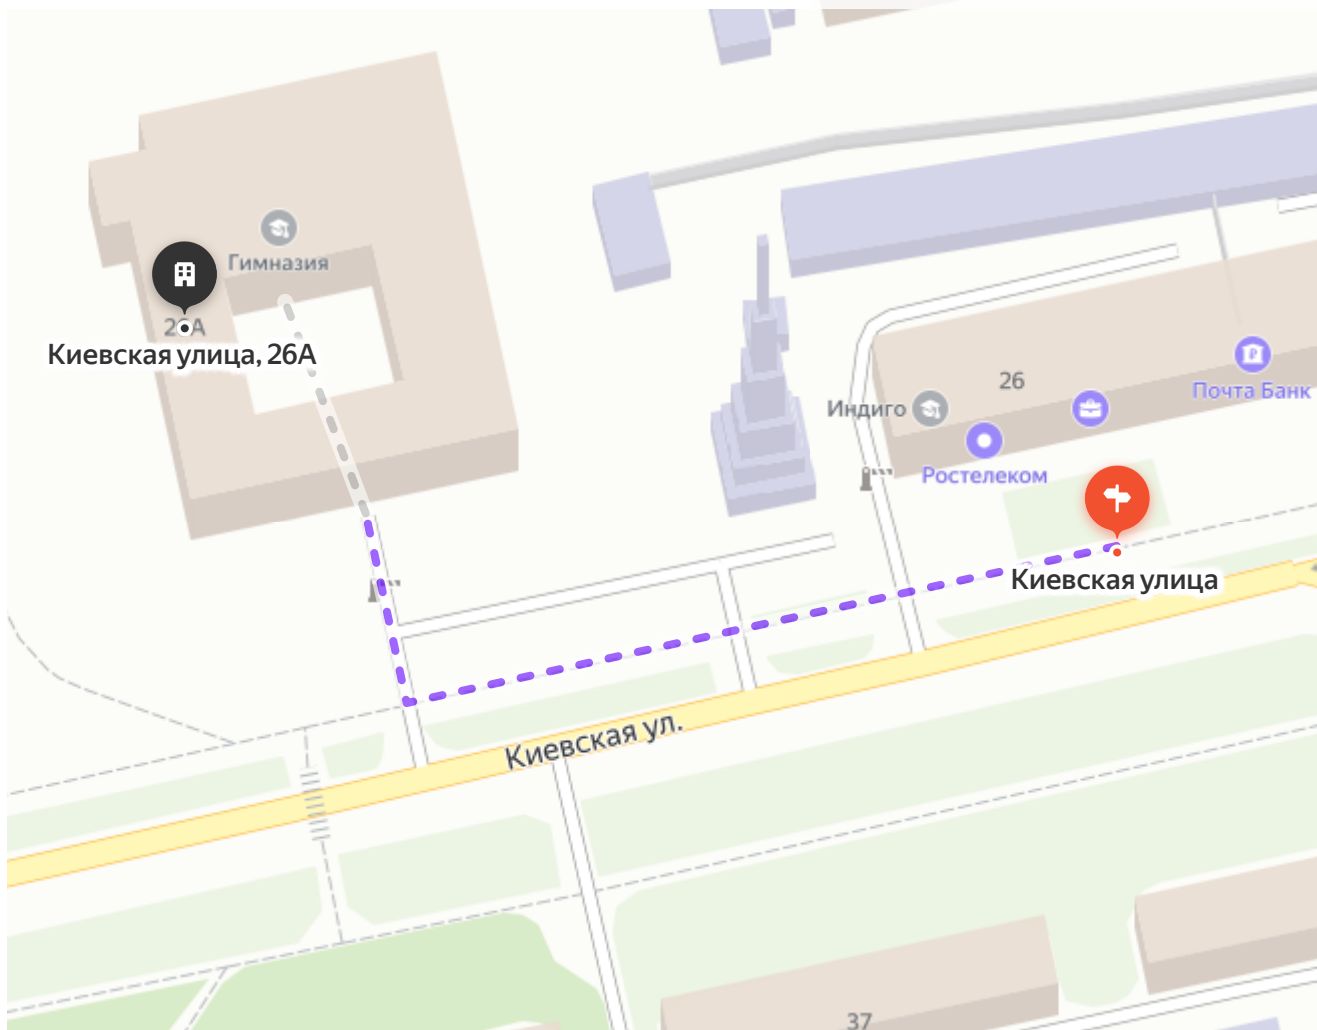 Гимназия
26А
Киевская улица, 26А
26
Почта Банк
Индиго
Ростелеком
Киевская улица
Киевская ул.
37